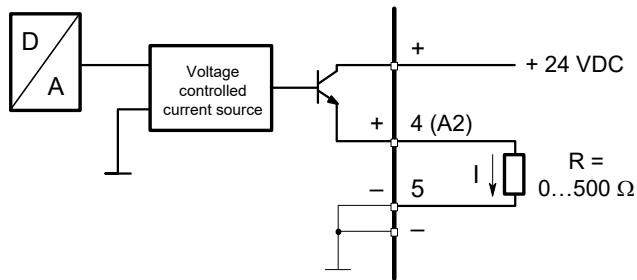 D
A
Voltage
controlled
current source
+
+ 24 VDC
+
4 (A2)
I
R =
0…500 Ω
–
5
–